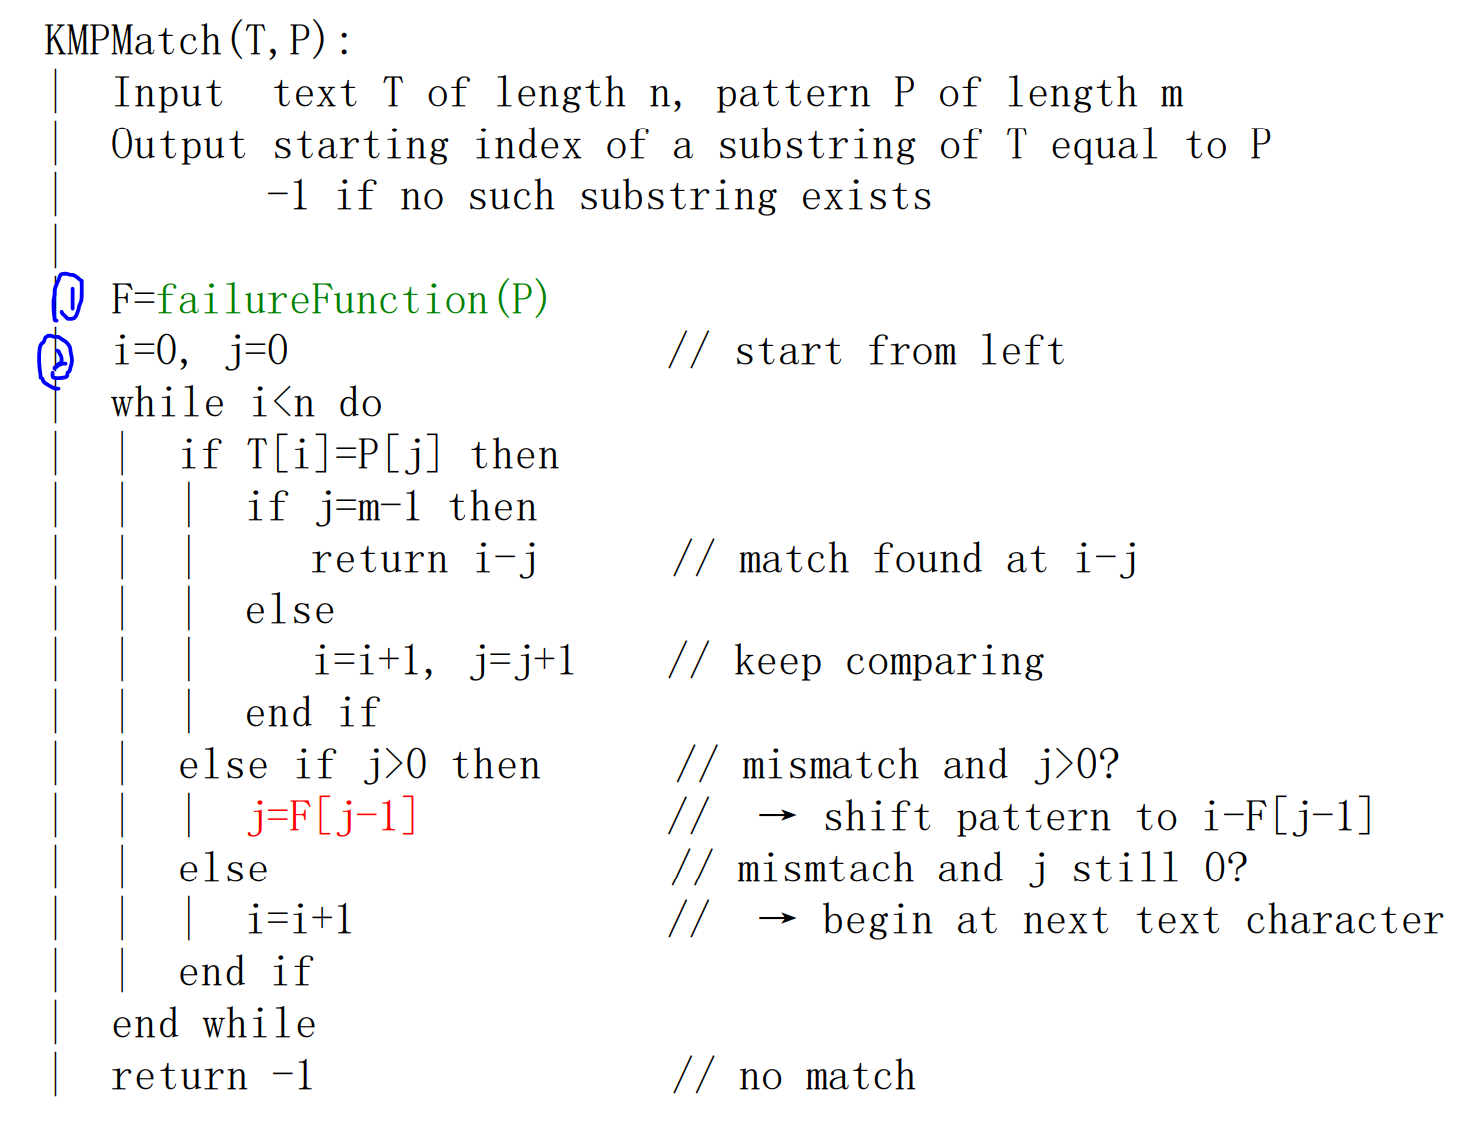 KMPMatch(T,P):
Input text T of length n, pattern P of length m
Output starting index of a substring of T equal to P
-1 if no such substring exists
1 F=failureFunction(P)
2 i=0, j=0 // start from left
while i<n do
if T[i]=P[j] then
if j=m-1 then
return i-j // match found at i-j
else
i=i+1, j=j+1 // keep comparing
end if
else if j>0 then // mismatch and j>0?
j=F[j-1] // → shift pattern to i-F[j-1]
else // mismtach and j still 0?
i=i+1 // → begin at next text character
end if
end while
return -1 // no match